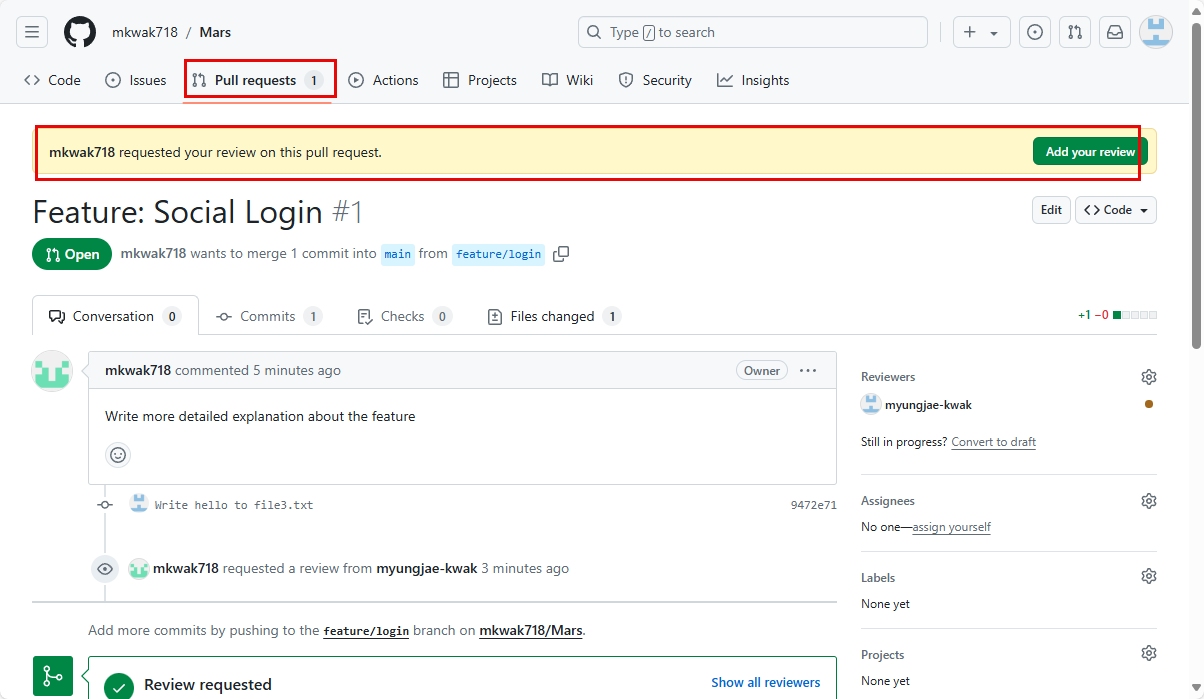 mkwak718 / Mars
Type / to search
Code
Issues
Pull requests 1
Actions
Projects
Wiki
Security
Insights
mkwak718 requested your review on this pull request.
Add your review
Feature: Social Login #1
Edit
<> Code
Open
mkwak718 wants to merge 1 commit into main from feature/login
Conversation 0
Commits 1
Checks 0
Files changed 1
+1 −0
mkwak718 commented 5 minutes ago
Owner
Write more detailed explanation about the feature
Write hello to file3.txt
9472e71
mkwak718 requested a review from myungjae-kwak 3 minutes ago
Add more commits by pushing to the feature/login branch on mkwak718/Mars.
Review requested
Show all reviewers
Reviewers
myungjae-kwak
Still in progress? Convert to draft
Assignees
No one—assign yourself
Labels
None yet
Projects
None yet